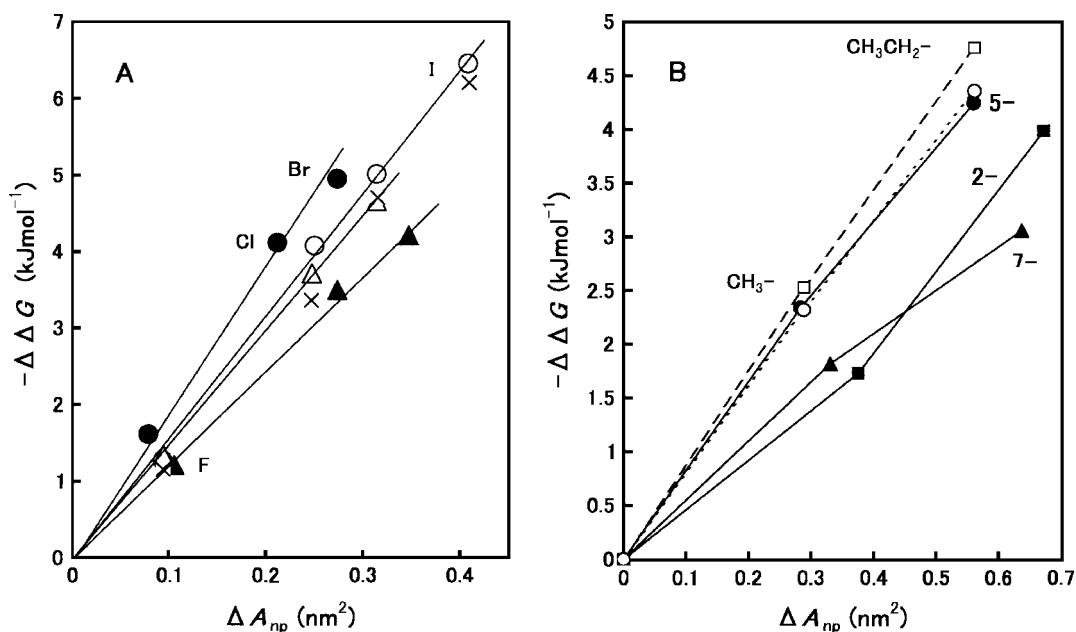 A
B
I
Br
Cl
F
CH₃CH₂−
CH₃−
5−
2−
7−
7
6
5
4
3
2
1
0
0 0.1 0.2 0.3 0.4
5
4.5
4
3.5
3
2.5
2
1.5
1
0.5
0
0 0.1 0.2 0.3 0.4 0.5 0.6 0.7
−ΔΔG (kJmol⁻¹)
−ΔΔG (kJmol⁻¹)
ΔAₙₚ (nm²)
ΔAₙₚ (nm²)